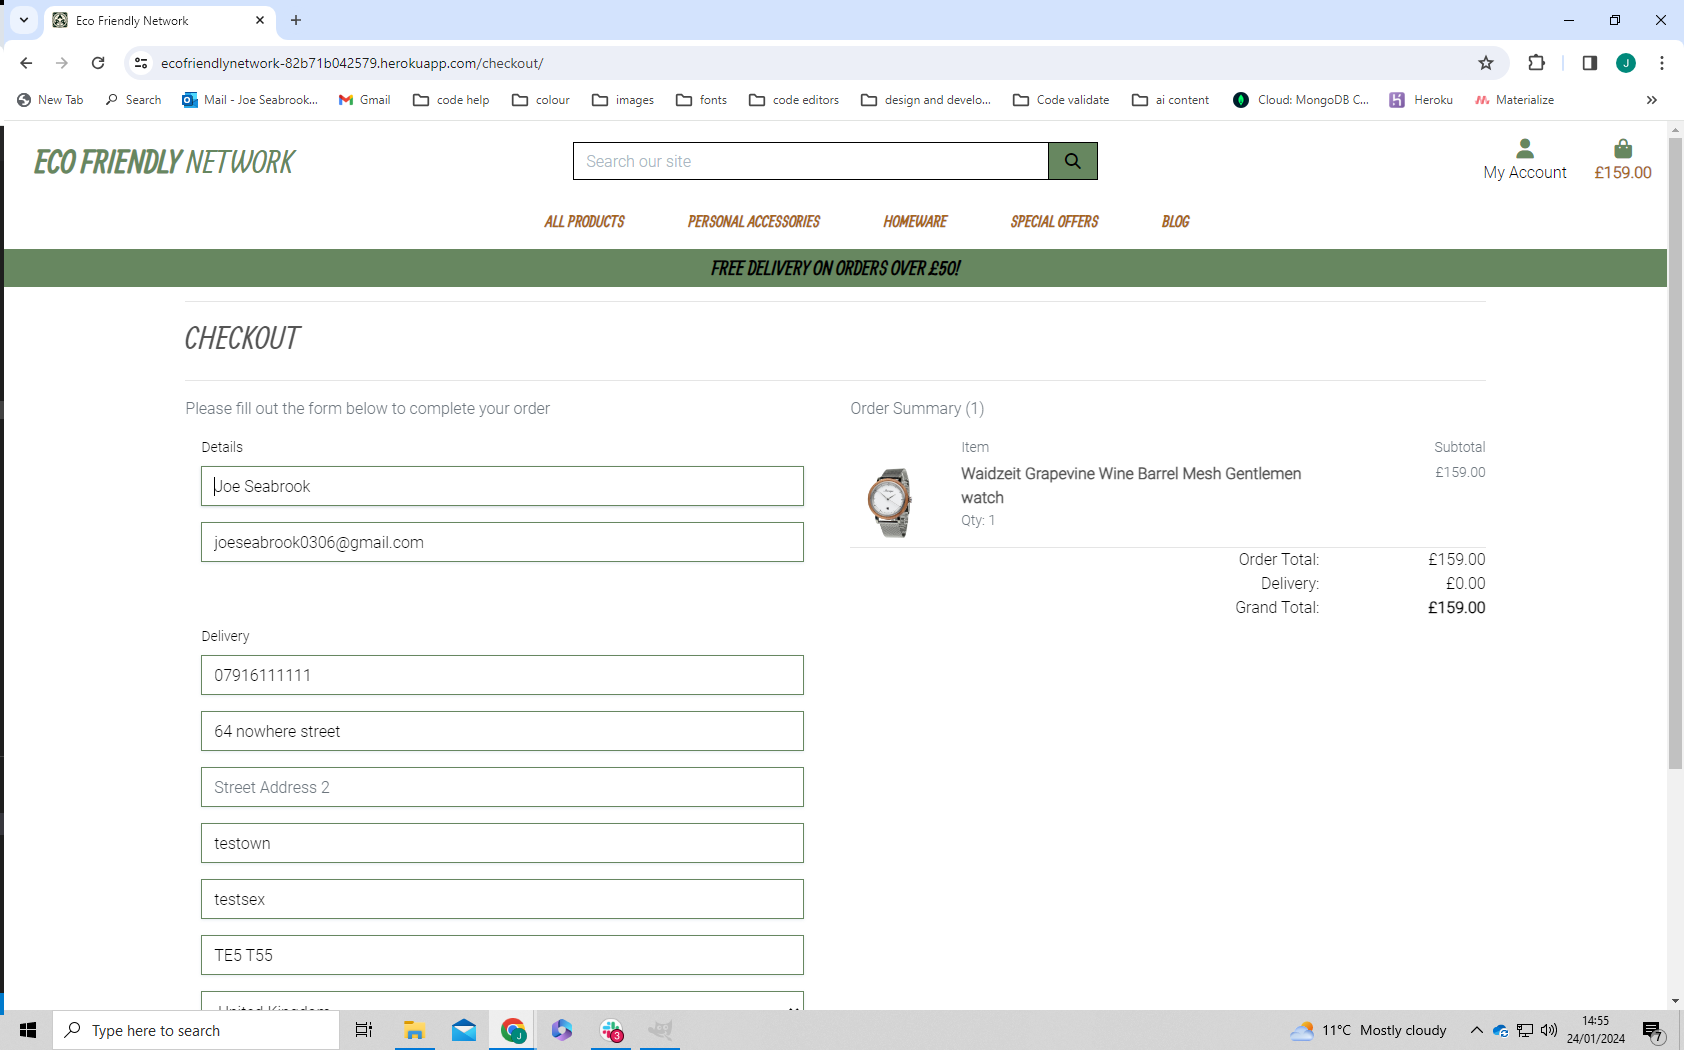 Eco Friendly Network
ecofriendlynetwork-82b71b042579.herokuapp.com/checkout/
J
New Tab
Search
Mail - Joe Seabrook...
Gmail
code help
colour
images
fonts
code editors
design and develo...
Code validate
ai content
Cloud: MongoDB C...
Heroku
Materialize
ECO FRIENDLY NETWORK
Search our site
My Account
£159.00
ALL PRODUCTS
PERSONAL ACCESSORIES
HOMEWARE
SPECIAL OFFERS
BLOG
FREE DELIVERY ON ORDERS OVER £50!
CHECKOUT
Please fill out the form below to complete your order
Details
Joe Seabrook
joeseabrook0306@gmail.com
Delivery
07916111111
64 nowhere street
Street Address 2
testown
testsex
TE5 T55
United Kingdom
Order Summary (1)
Item
Subtotal
Waidzeit Grapevine Wine Barrel Mesh Gentlemen
watch
£159.00
Qty: 1
Order Total: £159.00
Delivery: £0.00
Grand Total: £159.00
Type here to search
J
3
11°C Mostly cloudy
14:55
24/01/2024
7